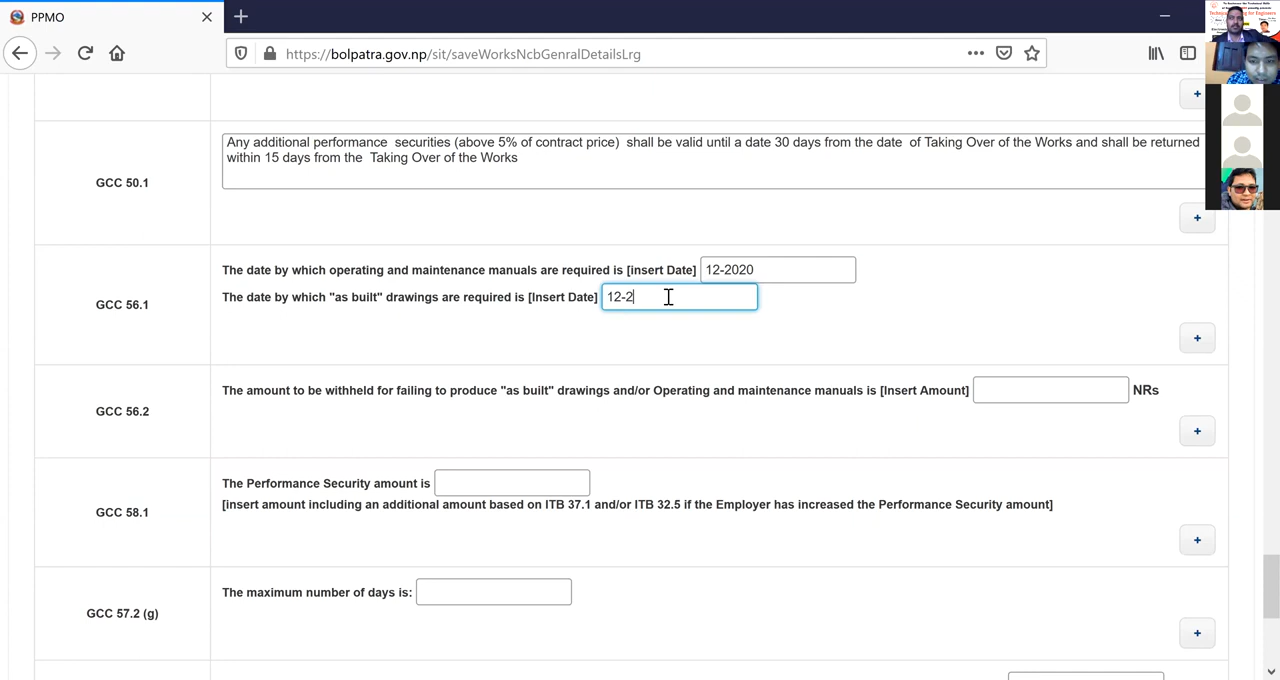 PPMO
https://bolpatra.gov.np/sit/saveWorksNcbGenralDetailsLrg
Any additional performance securities (above 5% of contract price) shall be valid until a date 30 days from the date of Taking Over of the Works and shall be returned
within 15 days from the Taking Over of the Works
GCC 50.1
The date by which operating and maintenance manuals are required is [insert Date] 12-2020
The date by which "as built" drawings are required is [Insert Date] 12-2
GCC 56.1
The amount to be withheld for failing to produce "as built" drawings and/or Operating and maintenance manuals is [Insert Amount] NRs
GCC 56.2
The Performance Security amount is
[insert amount including an additional amount based on ITB 37.1 and/or ITB 32.5 if the Employer has increased the Performance Security amount]
GCC 58.1
The maximum number of days is:
GCC 57.2 (g)